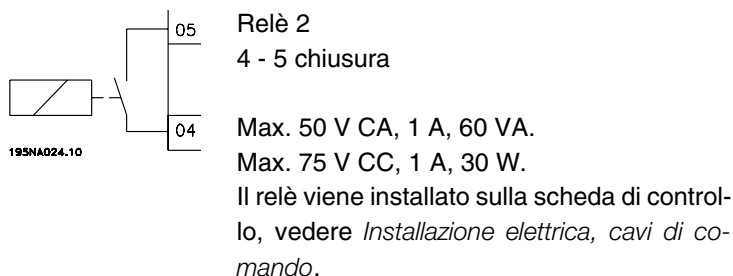 05
04
195NA024.10
Relè 2
4 - 5 chiusura
Max. 50 V CA, 1 A, 60 VA.
Max. 75 V CC, 1 A, 30 W.
Il relè viene installato sulla scheda di control-
lo, vedere Installazione elettrica, cavi di co-
mando.